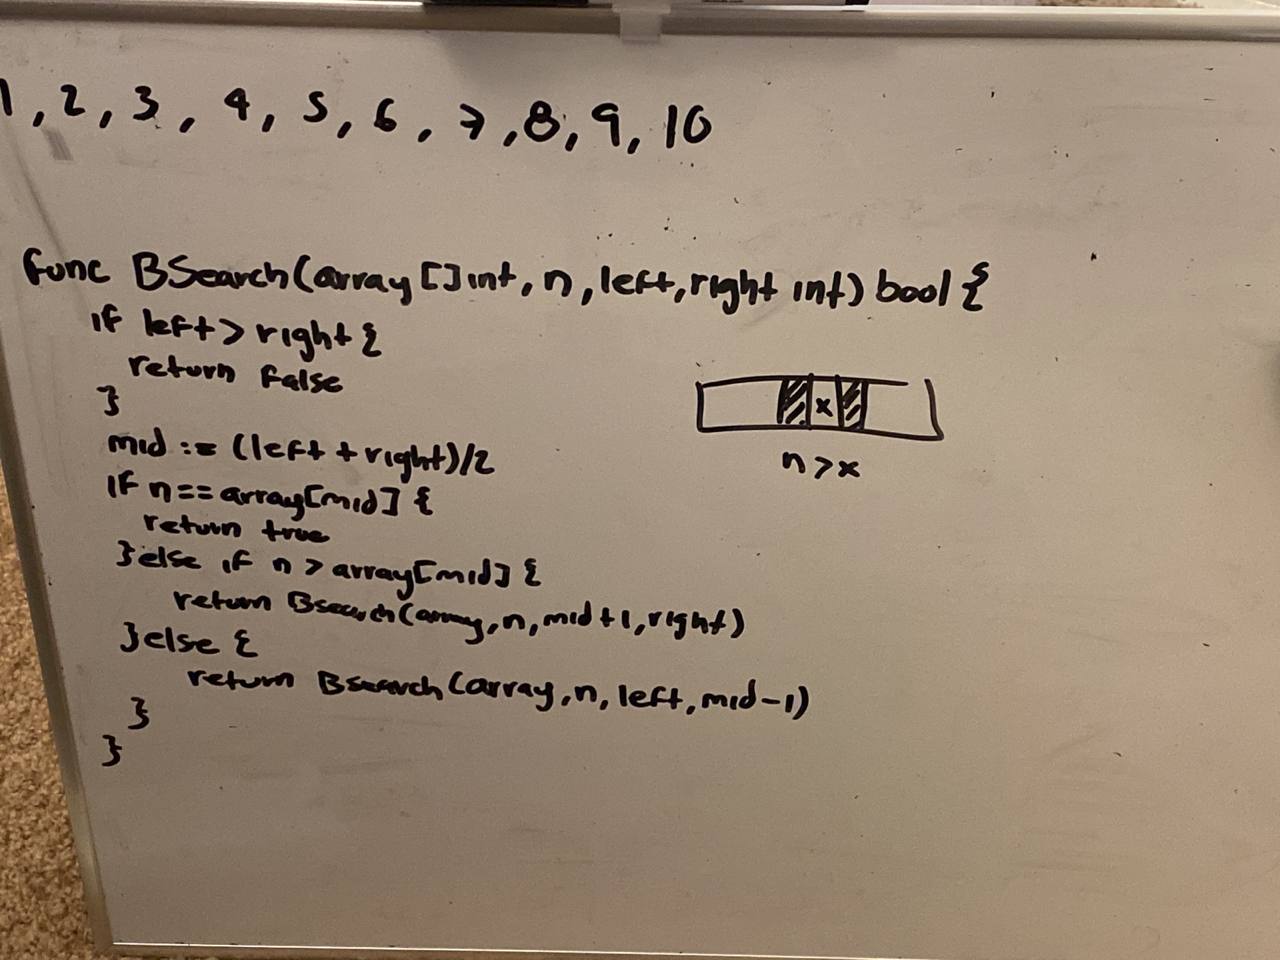 1, 2, 3, 4, 5, 6, 7, 8, 9, 10
func BSearch(array []int, n, left, right int) bool {
if left > right {
return false
}
mid := (left + right)/2
if n == array[mid] {
return true
} else if n > array[mid] {
return Bsearch(array, n, mid+1, right)
} else {
return Bsearch(array, n, left, mid-1)
}
}
x
n > x